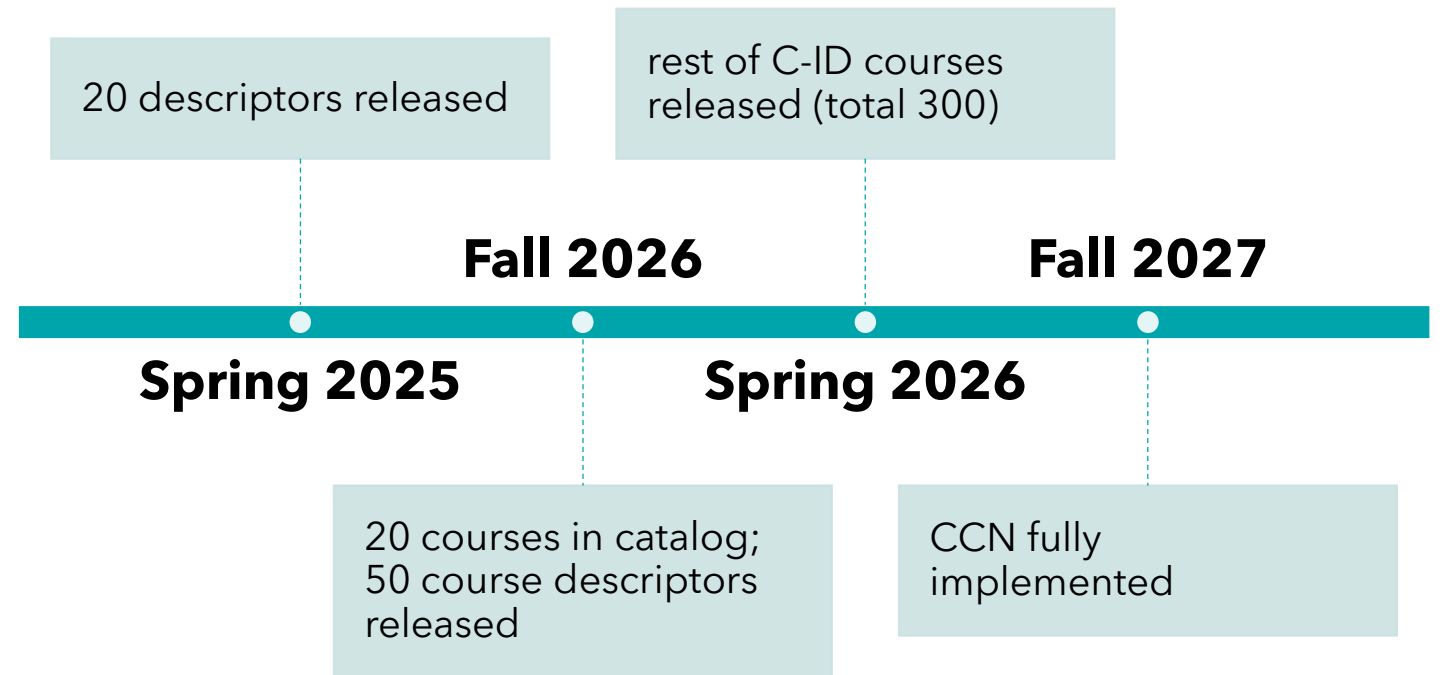 20 descriptors released
rest of C-ID courses
released (total 300)
Fall 2026
Fall 2027
Spring 2025
Spring 2026
20 courses in catalog;
50 course descriptors
released
CCN fully
implemented